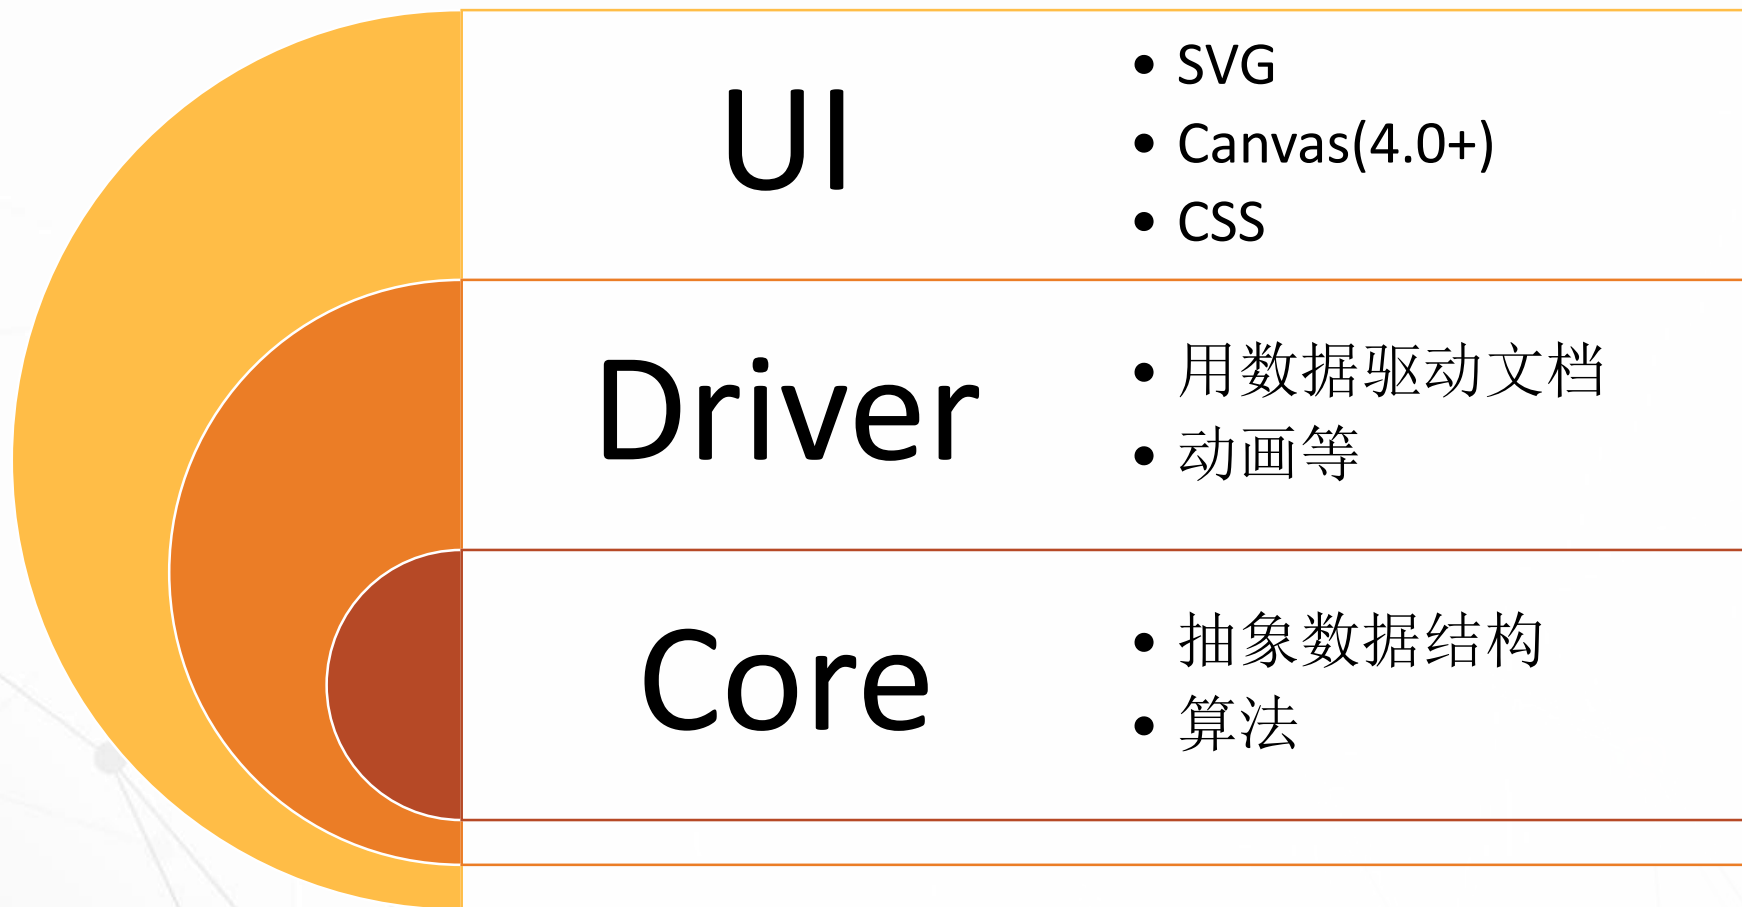 UI
• SVG
• Canvas(4.0+)
• CSS
Driver
• 用数据驱动文档
• 动画等
Core
• 抽象数据结构
• 算法